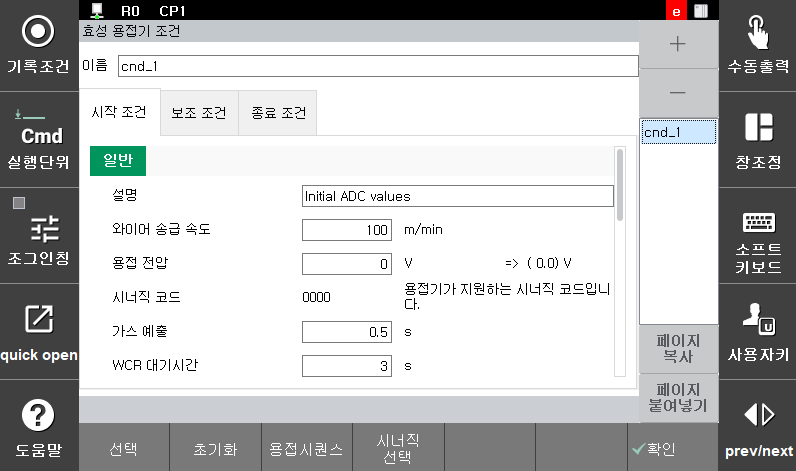 R0 CP1 e
효성 용접기 조건
이름 cnd_1
시작 조건 보조 조건 종료 조건
일반
설명 Initial ADC values
와이어 송급 속도 100 m/min
용접 전압 0 V => ( 0.0) V
시너직 코드 0000 용접기가 지원하는 시너직 코드입니
다.
가스 예출 0.5 s
WCR 대기시간 3 s
기록조건
Cmd
실행단위
조그인칭
quick open
도움말
+
−
cnd_1
페이지
복사
페이지
붙여넣기
수동출력
창조정
소프트
키보드
U
사용자키
prev/next
선택 초기화 용접시퀀스 시너직
선택 확인